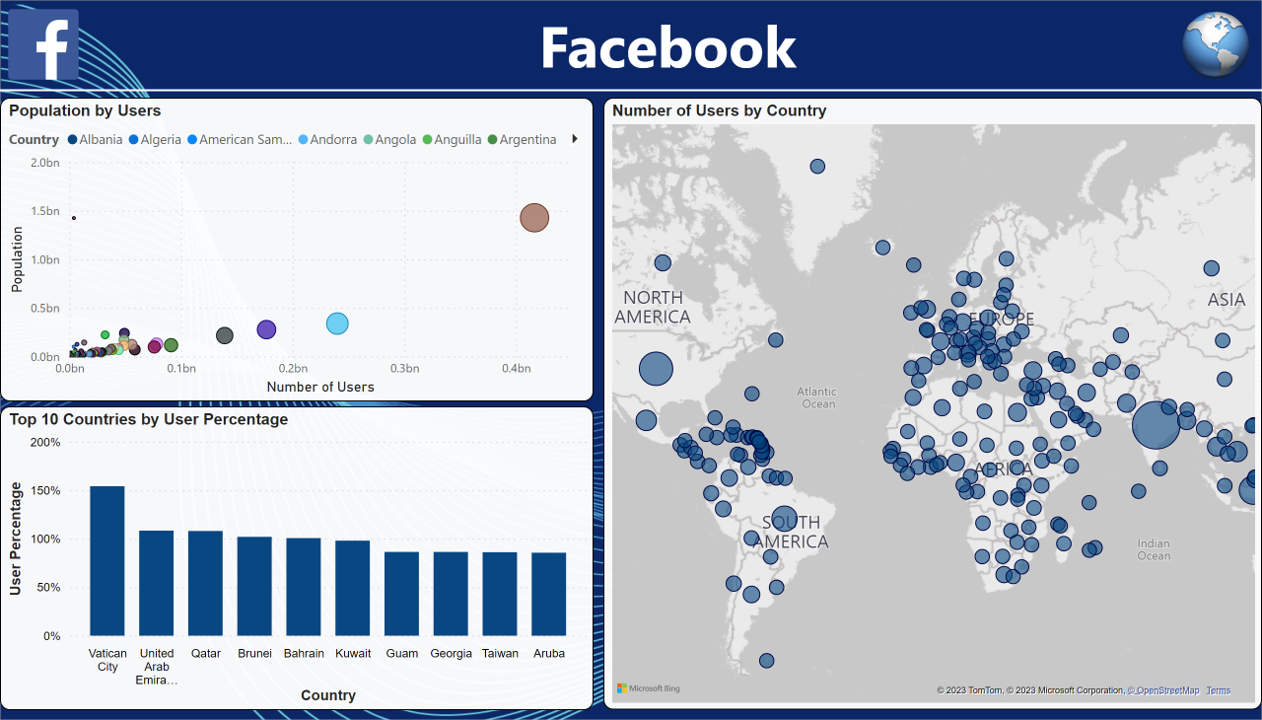 f
Facebook
Population by Users
Country Albania Algeria American Sam... Andorra Angola Anguilla Argentina
2.0bn
1.5bn
1.0bn
0.5bn
0.0bn
Population
0.0bn 0.1bn 0.2bn 0.3bn 0.4bn
Number of Users
Top 10 Countries by User Percentage
200%
150%
100%
50%
0%
User Percentage
Vatican City
United Arab Emira...
Qatar
Brunei
Bahrain
Kuwait
Guam
Georgia
Taiwan
Aruba
Country
Number of Users by Country
NORTH
AMERICA
EUROPE
ASIA
Atlantic
Ocean
AFRICA
SOUTH
AMERICA
Indian
Ocean
Microsoft Bing
© 2023 TomTom, © 2023 Microsoft Corporation, © OpenStreetMap Terms